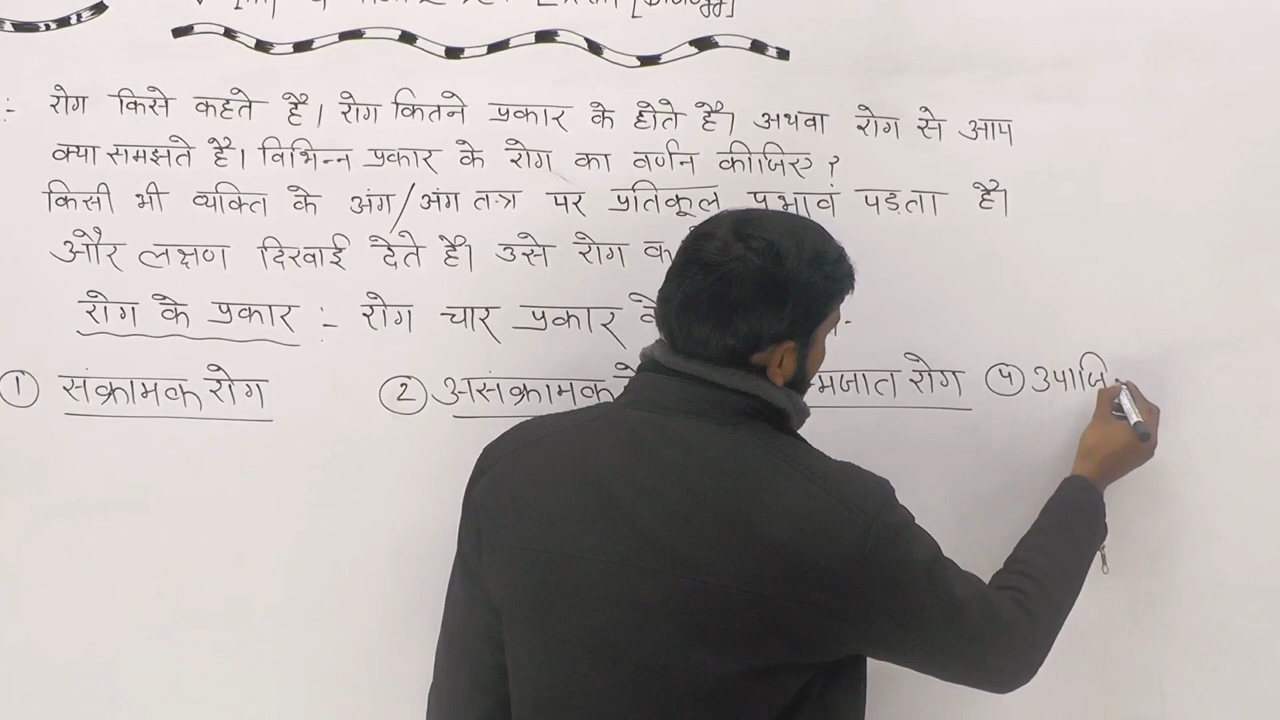 :- रोग किसे कहते है। रोग कितने प्रकार के होते है। अथवा रोग से आप
क्या समझते है। विभिन्न प्रकार के रोग का वर्णन कीजिए?
किसी भी व्यक्ति के अंग/अंग तन्त्र पर प्रतिकूल प्रभाव पड़ता है।
और लक्षण दिखाई देते है। उसे रोग
रोग के प्रकार :- रोग चार प्रकार के
① संक्रामक रोग ② असंक्रामक रोग ④ उपार्जि